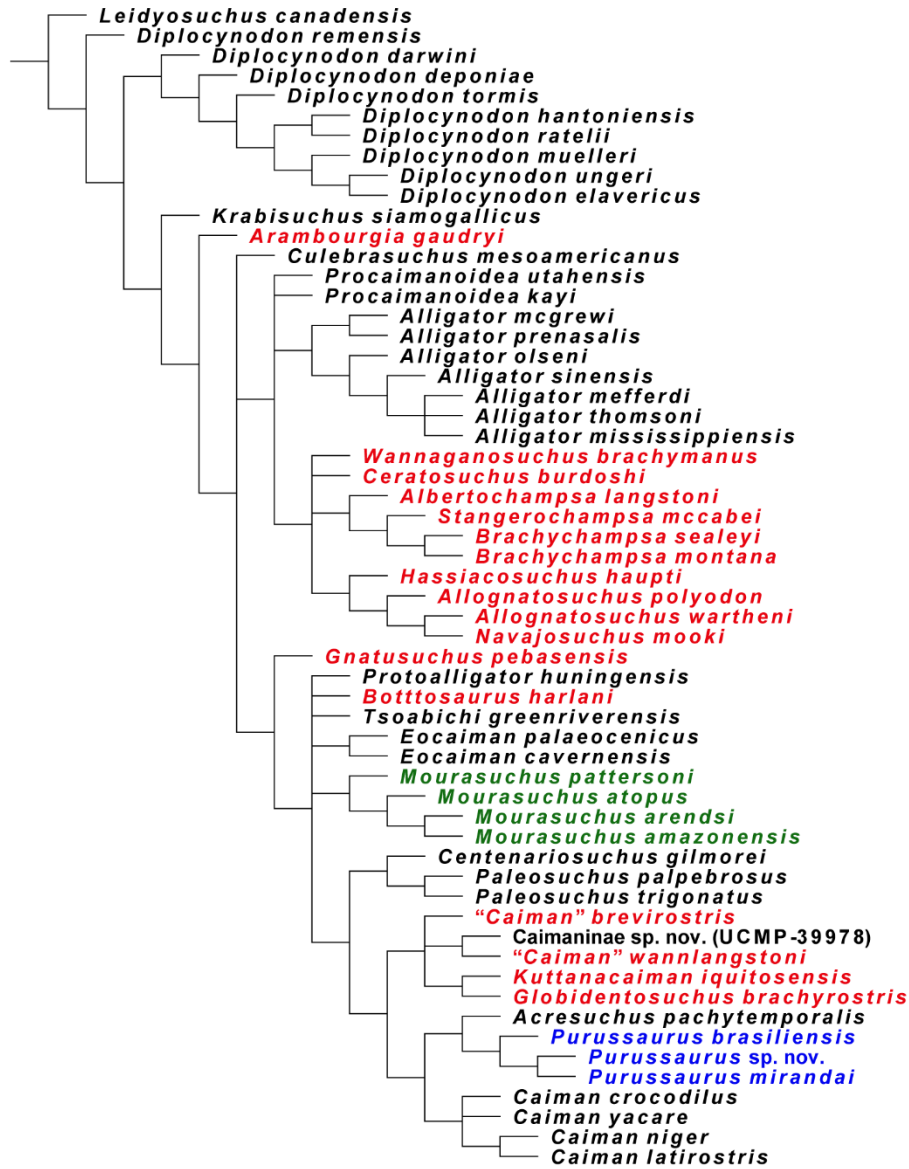 Leidyosuchus canadensis
Diplocynodon remensis
Diplocynodon darwini
Diplocynodon deponiae
Diplocynodon tormis
Diplocynodon hantoniensis
Diplocynodon ratelii
Diplocynodon muelleri
Diplocynodon ungeri
Diplocynodon elavericus
Krabisuchus siamogallicus
Arambourgia gaudryi
Culebrasuchus mesoamericanus
Procaimanoidea utahensis
Procaimanoidea kayi
Alligator mcgrewi
Alligator prenasalis
Alligator olseni
Alligator sinensis
Alligator mefferdi
Alligator thomsoni
Alligator mississippiensis
Wannaganosuchus brachymanus
Ceratosuchus burdoshi
Albertochampsa langstoni
Stangerochampsa mccabei
Brachychampsa sealeyi
Brachychampsa montana
Hassiacosuchus haupti
Allognatosuchus polyodon
Allognatosuchus wartheni
Navajosuchus mooki
Gnatusuchus pebasensis
Protoalligator huningensis
Botttosaurus harlani
Tsoabichi greenriverensis
Eocaiman palaeocenicus
Eocaiman cavernensis
Mourasuchus pattersoni
Mourasuchus atopus
Mourasuchus arendsi
Mourasuchus amazonensis
Centenariosuchus gilmorei
Paleosuchus palpebrosus
Paleosuchus trigonatus
“Caiman” brevirostris
Caimaninae sp. nov. (UCMP-39978)
“Caiman” wannlangstoni
Kuttanacaiman iquitosensis
Globidentosuchus brachyrostris
Acresuchus pachytemporalis
Purussaurus brasiliensis
Purussaurus sp. nov.
Purussaurus mirandai
Caiman crocodilus
Caiman yacare
Caiman niger
Caiman latirostris